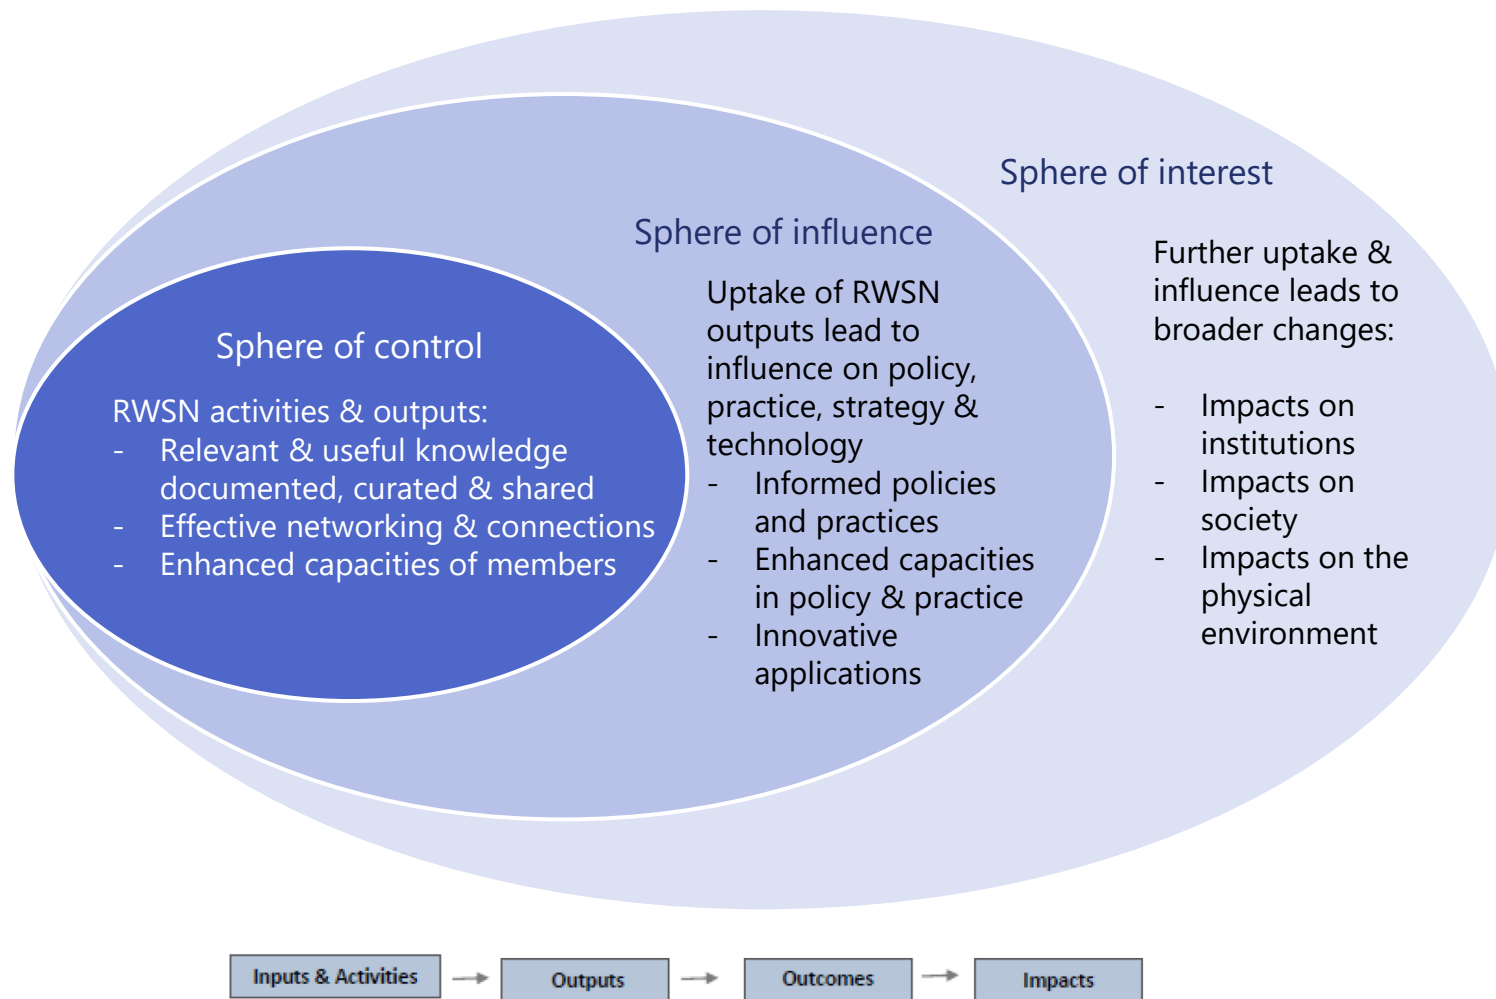 Sphere of control
RWSN activities & outputs:
- Relevant & useful knowledge
documented, curated & shared
- Effective networking & connections
- Enhanced capacities of members
Sphere of influence
Uptake of RWSN
outputs lead to
influence on policy,
practice, strategy &
technology
- Informed policies
and practices
- Enhanced capacities
in policy & practice
- Innovative
applications
Sphere of interest
Further uptake &
influence leads to
broader changes:
- Impacts on
institutions
- Impacts on
society
- Impacts on the
physical
environment
Inputs & Activities
Outputs
Outcomes
Impacts